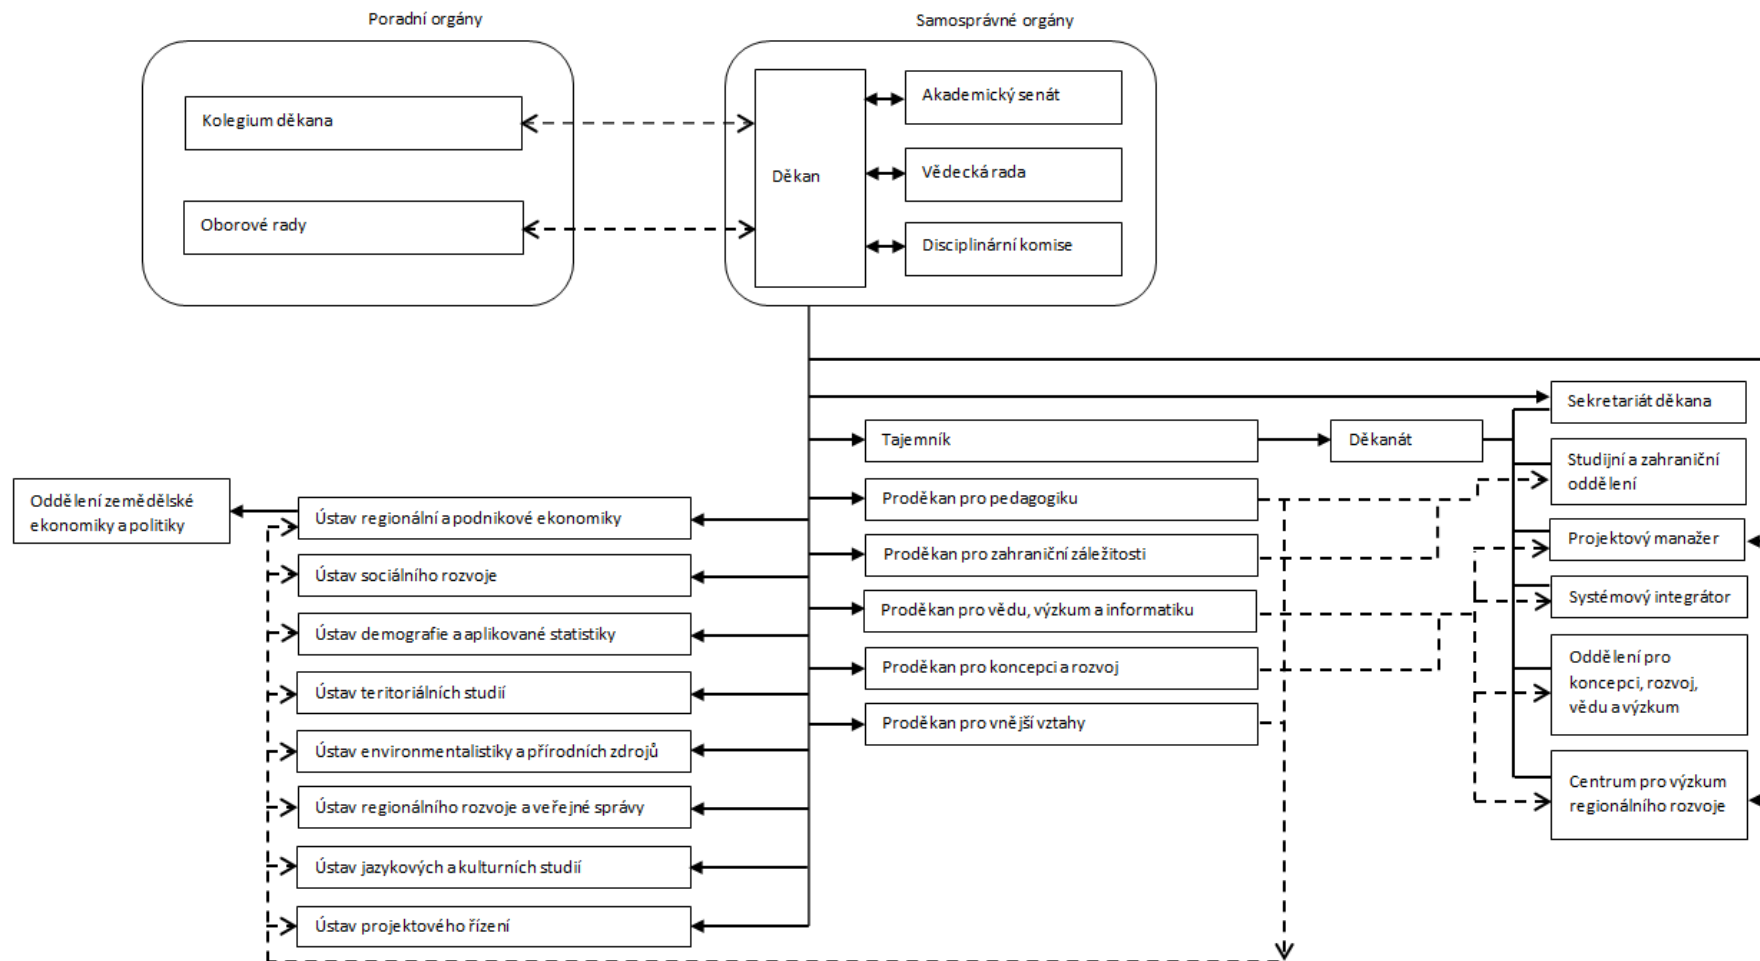 Poradní orgány
Samosprávné orgány
Kolegium děkana
Oborové rady
Děkan
Akademický senát
Vědecká rada
Disciplinární komise
Sekretariát děkana
Tajemník
Děkanát
Studijní a zahraniční
oddělení
Oddělení zemědělské
ekonomiky a politiky
Ústav regionální a podnikové ekonomiky
Proděkan pro pedagogiku
Projektový manažer
Ústav sociálního rozvoje
Proděkan pro zahraniční záležitosti
Systémový integrátor
Ústav demografie a aplikované statistiky
Proděkan pro vědu, výzkum a informatiku
Oddělení pro
koncepci, rozvoj,
vědu a výzkum
Ústav teritoriálních studií
Proděkan pro koncepci a rozvoj
Ústav environmentalistiky a přírodních zdrojů
Proděkan pro vnější vztahy
Centrum pro výzkum
regionálního rozvoje
Ústav regionálního rozvoje a veřejné správy
Ústav jazykových a kulturních studií
Ústav projektového řízení